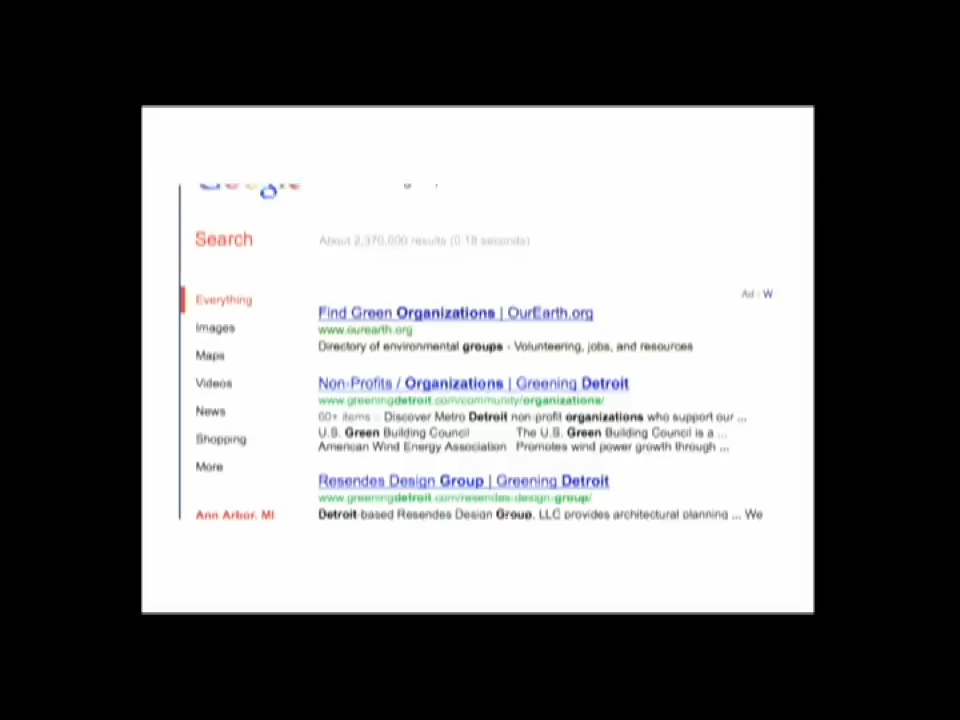 Search
About 2,370,000 results (0.18 seconds)
Everything
Images
Maps
Videos
News
Shopping
More
Ann Arbor, MI
Ad - W
Find Green Organizations | OurEarth.org
www.ourearth.org
Directory of environmental groups - Volunteering, jobs, and resources
Non-Profits / Organizations | Greening Detroit
www.greeningdetroit.com/community/organizations/
60+ items - Discover Metro Detroit non-profit organizations who support our ...
U.S. Green Building Council The U.S. Green Building Council is a ...
American Wind Energy Association Promotes wind power growth through ...
Resendes Design Group | Greening Detroit
www.greeningdetroit.com/resendes-design-group/
Detroit-based Resendes Design Group, LLC provides architectural planning ... We